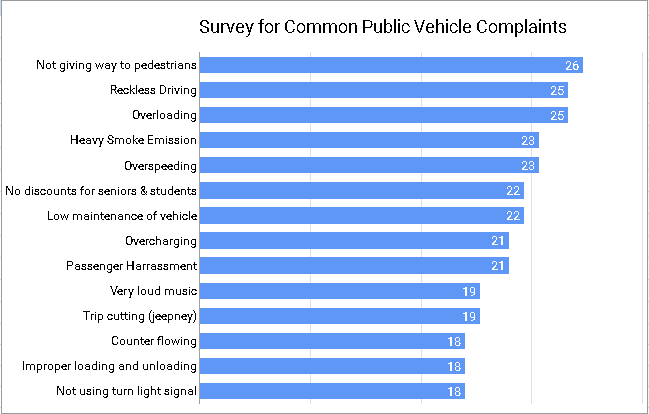 Survey for Common Public Vehicle Complaints
Not giving way to pedestrians 26
Reckless Driving 25
Overloading 25
Heavy Smoke Emission 23
Overspeeding 23
No discounts for seniors & students 22
Low maintenance of vehicle 22
Overcharging 21
Passenger Harrassment 21
Very loud music 19
Trip cutting (jeepney) 19
Counter flowing 18
Improper loading and unloading 18
Not using turn light signal 18